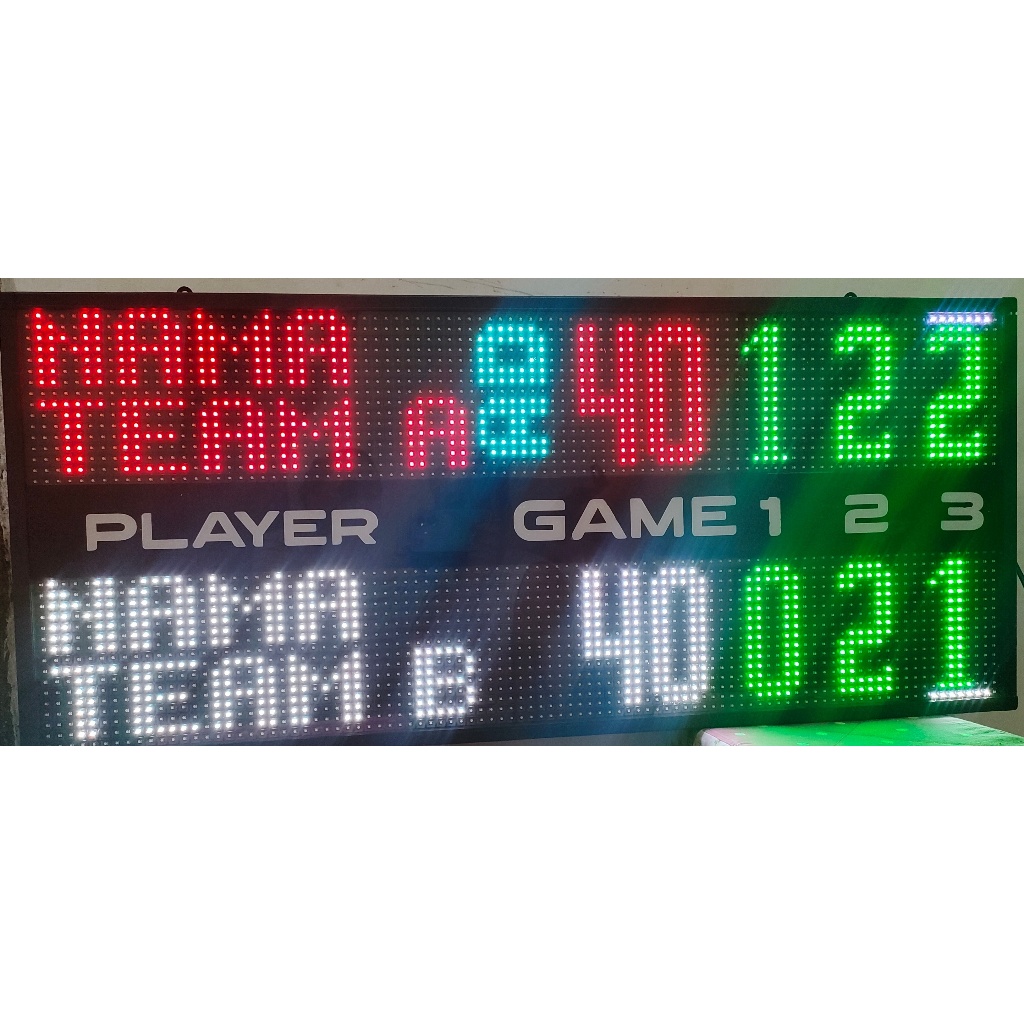 NAMA 40 1 2 2
TEAM A
PLAYER GAME 1 2 3
NAMA 40 0 2 1
TEAM B